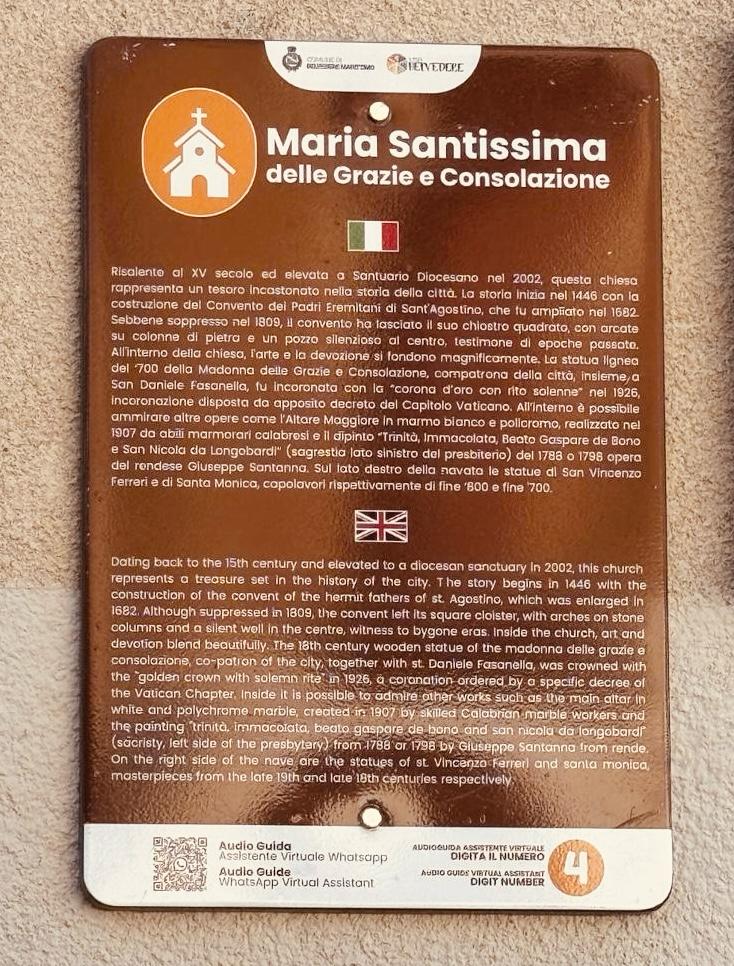 COMUNE DI
BELVEDERE MARITTIMO
BELVEDERE
Maria Santissima
delle Grazie e Consolazione
Risalente al XV secolo ed elevata a Santuario Diocesano nel 2002, questa chiesa
rappresenta un tesoro incastonato nella storia della città. La storia inizia nel 1446 con la
costruzione del Convento dei Padri Eremitani di Sant'Agostino, che fu ampliato nel 1682.
Sebbene soppresso nel 1809, il convento ha lasciato il suo chiostro quadrato, con arcate
su colonne di pietra e un pozzo silenzioso al centro, testimone di epoche passate.
All'interno della chiesa, l'arte e la devozione si fondono magnificamente. La statua lignea
del '700 della Madonna delle Grazie e Consolazione, compatrona della città, insieme a
San Daniele Fasanella, fu incoronata con la "corona d'oro con rito solenne" nel 1926,
incoronazione disposta da apposito decreto del Capitolo Vaticano. All'interno è possibile
ammirare altre opere come l'Altare Maggiore in marmo bianco e policromo, realizzato nel
1907 da abili marmorari calabresi e il dipinto "Trinità, Immacolata, Beato Gaspare de Bono
e San Nicola da Longobardi" (sagrestia lato sinistro del presbiterio) del 1788 o 1798 opera
del rendese Giuseppe Santanna. Sul lato destro della navata le statue di San Vincenzo
Ferreri e di Santa Monica, capolavori rispettivamente di fine '800 e fine '700.
Dating back to the 15th century and elevated to a diocesan sanctuary in 2002, this church
represents a treasure set in the history of the city. The story begins in 1446 with the
construction of the convent of the hermit fathers of st. Agostino, which was enlarged in
1682. Although suppressed in 1809, the convent left its square cloister, with arches on stone
columns and a silent well in the centre, witness to bygone eras. Inside the church, art and
devotion blend beautifully. The 18th century wooden statue of the madonna delle grazie e
consolazione, co-patron of the city, together with st. Daniele Fasanella, was crowned with
the "golden crown with solemn rite" in 1926, a coronation ordered by a specific decree of
the Vatican Chapter. Inside it is possible to admire other works such as the main altar in
white and polychrome marble, created in 1907 by skilled Calabrian marble workers and
the painting "trinità, immacolata, beato gaspare de bono and san nicola da longobardi"
(sacristy, left side of the presbytery) from 1788 or 1798 by Giuseppe Santanna from rende.
On the right side of the nave are the statues of st. Vincenzo Ferreri and santa monica,
masterpieces from the late 19th and late 18th centuries respectively.
Audio Guida
Assistente Virtuale Whatsapp
Audio Guide
WhatsApp Virtual Assistant
AUDIOGUIDA ASSISTENTE VIRTUALE
DIGITA IL NUMERO
AUDIO GUIDE VIRTUAL ASSISTANT
DIGIT NUMBER
4